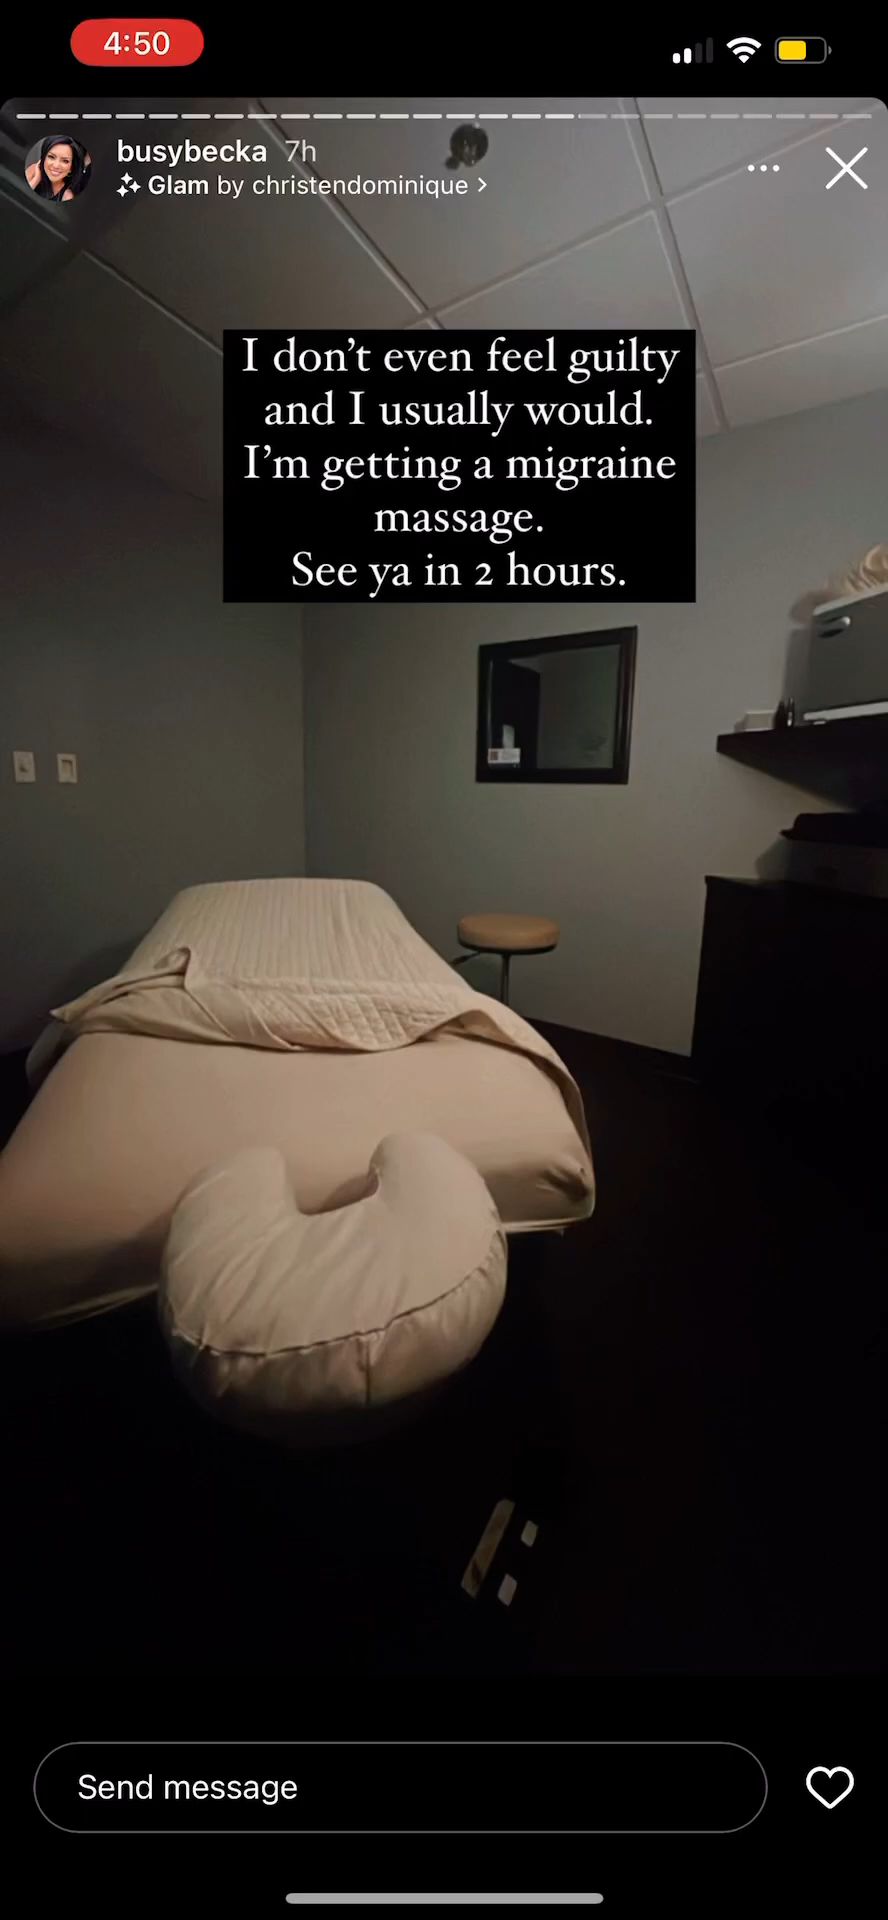 4:50
busybecka 7h
Glam by christendominique >
I don't even feel guilty
and I usually would.
I'm getting a migraine
massage.
See ya in 2 hours.
Send message